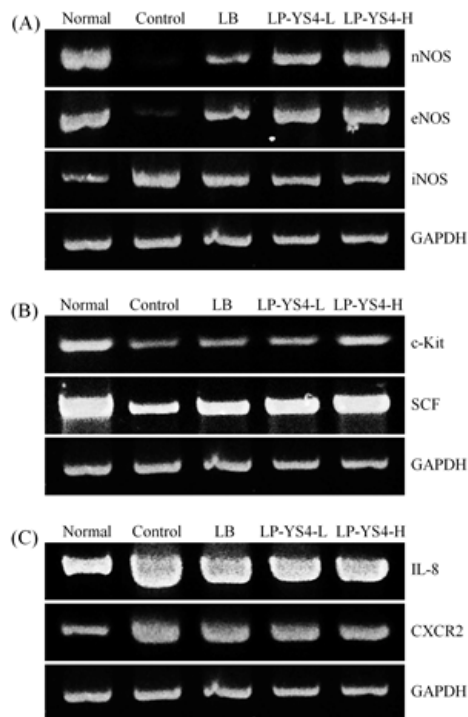 (A)
Normal Control LB LP-YS4-L LP-YS4-H
nNOS
eNOS
iNOS
GAPDH
(B)
Normal Control LB LP-YS4-L LP-YS4-H
c-Kit
SCF
GAPDH
(C)
Normal Control LB LP-YS4-L LP-YS4-H
IL-8
CXCR2
GAPDH